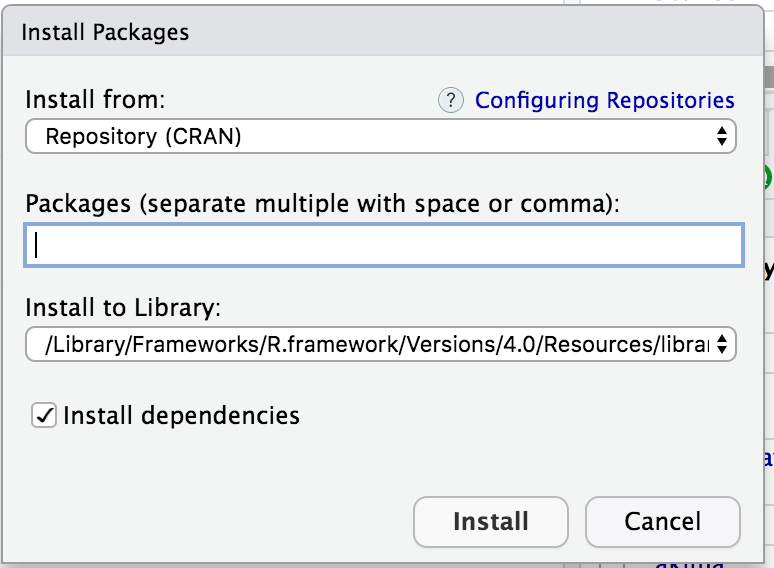 Install Packages
Install from:
? Configuring Repositories
Repository (CRAN)
Packages (separate multiple with space or comma):
Install to Library:
/Library/Frameworks/R.framework/Versions/4.0/Resources/librar
Install dependencies
Install
Cancel